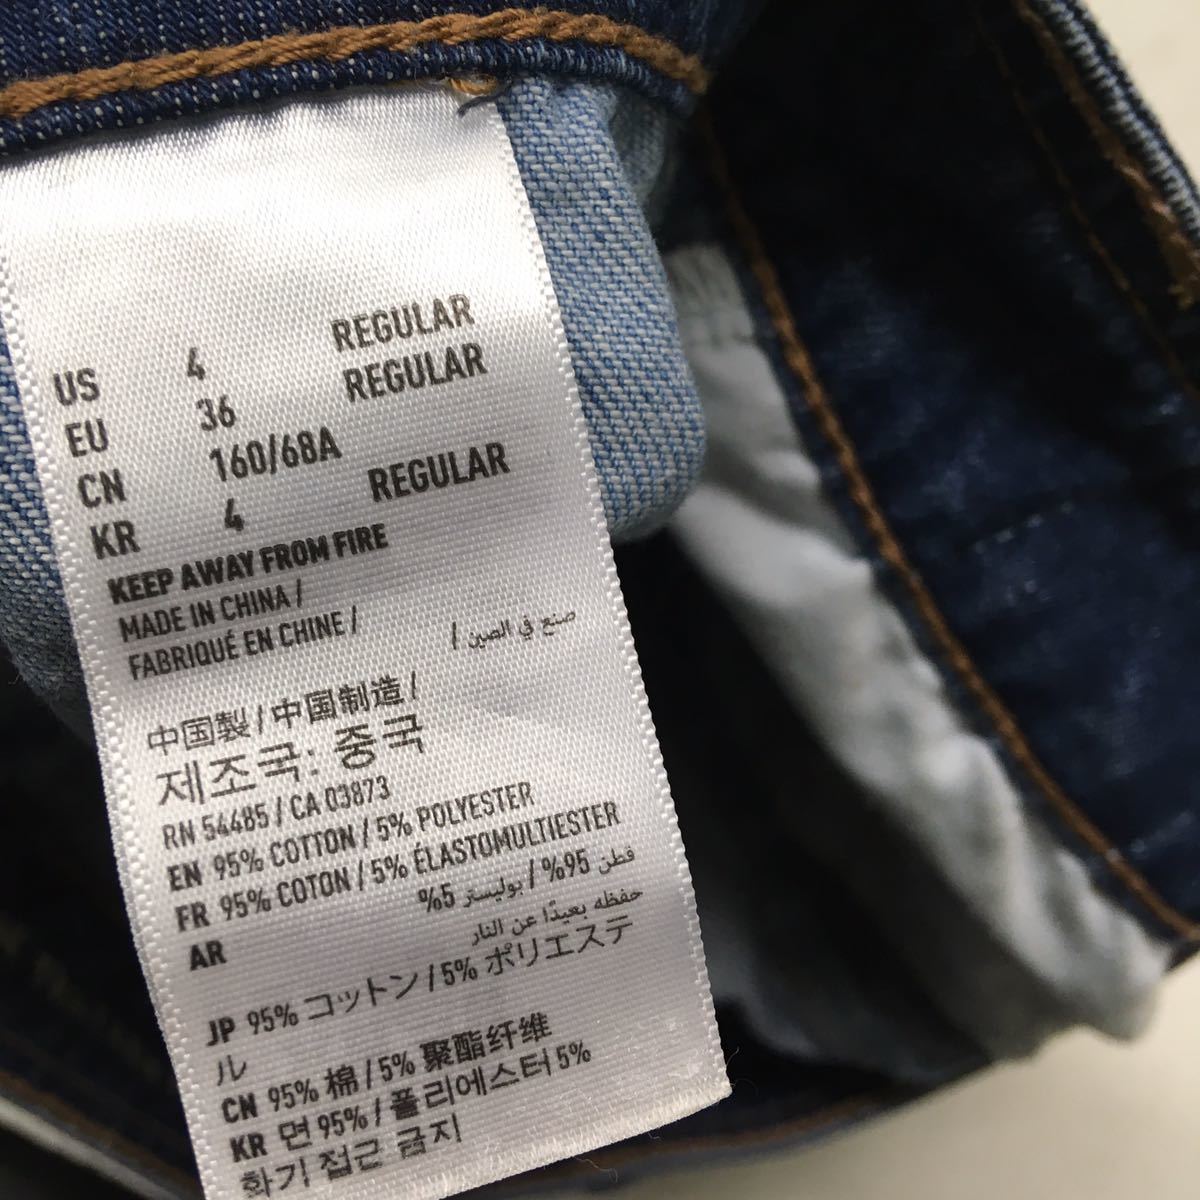 US 4 REGULAR
EU 36 REGULAR
CN 160/68A
KR 4 REGULAR
KEEP AWAY FROM FIRE
MADE IN CHINA /
FABRIQUÉ EN CHINE /
صنع في الصين /
中国製 / 中国制造 /
제조국: 중국
RN 54485 / CA 03873
EN 95% COTTON / 5% POLYESTER
FR 95% COTON / 5% ÉLASTOMULTIESTER
AR قطن 95% / بوليستر 5%
حفظه بعيدًا عن النار
JP 95% コットン / 5% ポリエステ
ル
CN 95% 棉 / 5% 聚酯纤维
KR 면 95% / 폴리에스터 5%
화기 접근 금지